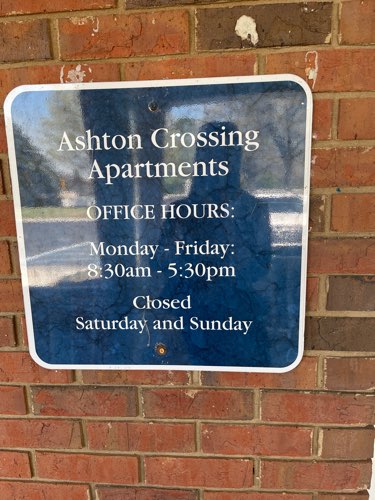 Ashton Crossing
Apartments
OFFICE HOURS:
Monday - Friday:
8:30am - 5:30pm
Closed
Saturday and Sunday